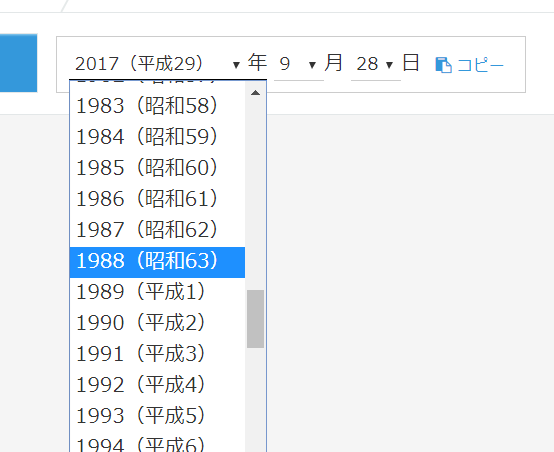 2017（平成29） ▼ 年 9 ▼ 月 28 ▼ 日 コピー
1983（昭和58）
1984（昭和59）
1985（昭和60）
1986（昭和61）
1987（昭和62）
1988（昭和63）
1989（平成1）
1990（平成2）
1991（平成3）
1992（平成4）
1993（平成5）
1994（平成6）